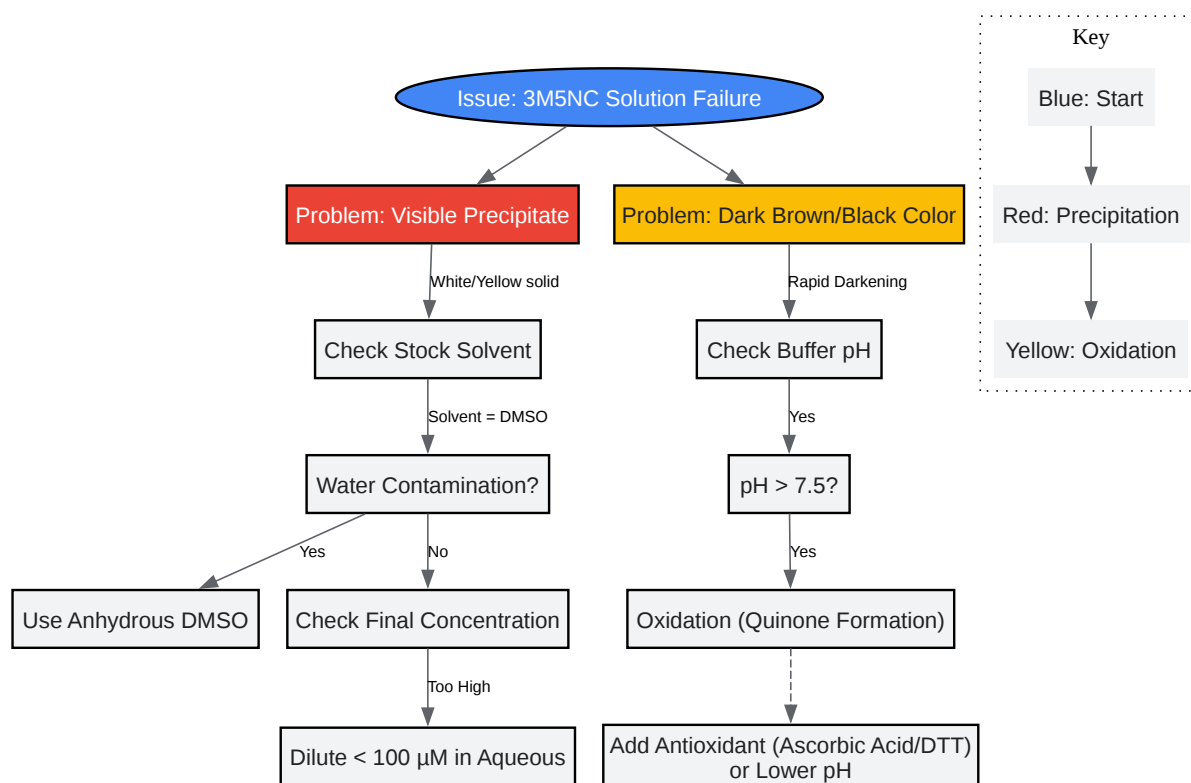 Key
Issue: 3M5NC Solution Failure
Blue: Start
Problem: Visible Precipitate
Problem: Dark Brown/Black Color
Red: Precipitation
White/Yellow solid
Rapid Darkening
Check Stock Solvent
Check Buffer pH
Yellow: Oxidation
Solvent = DMSO
Yes
Water Contamination?
pH > 7.5?
Yes
No
Yes
Use Anhydrous DMSO
Check Final Concentration
Oxidation (Quinone Formation)
Too High
Dilute < 100 µM in Aqueous
Add Antioxidant (Ascorbic Acid/DTT)
or Lower pH